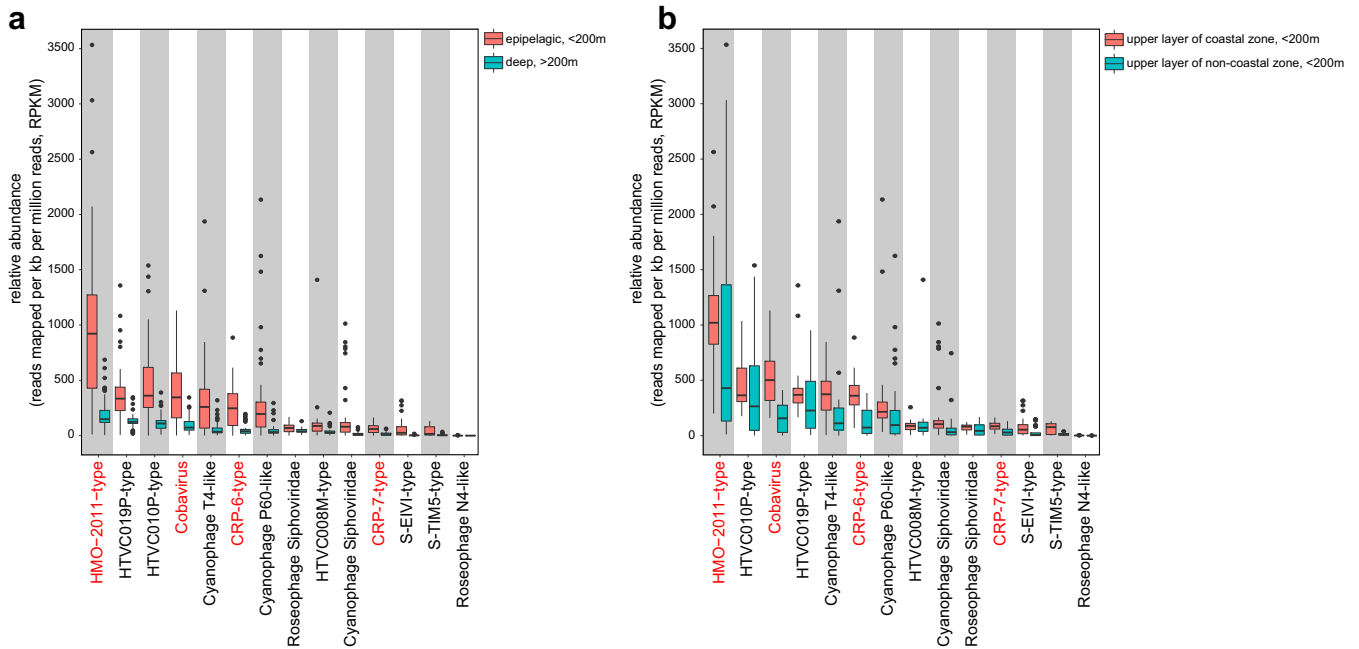 a
relative abundance
(reads mapped per kb per million reads, RPKM)
3500
3000
2500
2000
1500
1000
500
0
epipelagic, <200m
deep, >200m
HMO−2011−type
HTVC019P−type
HTVC010P−type
Cobavirus
Cyanophage T4−like
CRP−6−type
Cyanophage P60−like
Roseophage Siphoviridae
HTVC008M−type
Cyanophage Siphoviridae
CRP−7−type
S−EIVI−type
S−TIM5−type
Roseophage N4−like
b
relative abundance
(reads mapped per kb per million reads, RPKM)
3500
3000
2500
2000
1500
1000
500
0
upper layer of coastal zone, <200m
upper layer of non−coastal zone, <200m
HMO−2011−type
HTVC010P−type
Cobavirus
HTVC019P−type
Cyanophage T4−like
CRP−6−type
Cyanophage P60−like
HTVC008M−type
Cyanophage Siphoviridae
Roseophage Siphoviridae
CRP−7−type
S−EIVI−type
S−TIM5−type
Roseophage N4−like